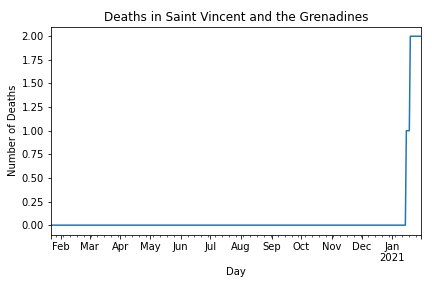 Deaths in Saint Vincent and the Grenadines
2.00
1.75
1.50
1.25
1.00
0.75
0.50
0.25
0.00
Number of Deaths
Feb Mar Apr May Jun Jul Aug Sep Oct Nov Dec Jan
2021
Day